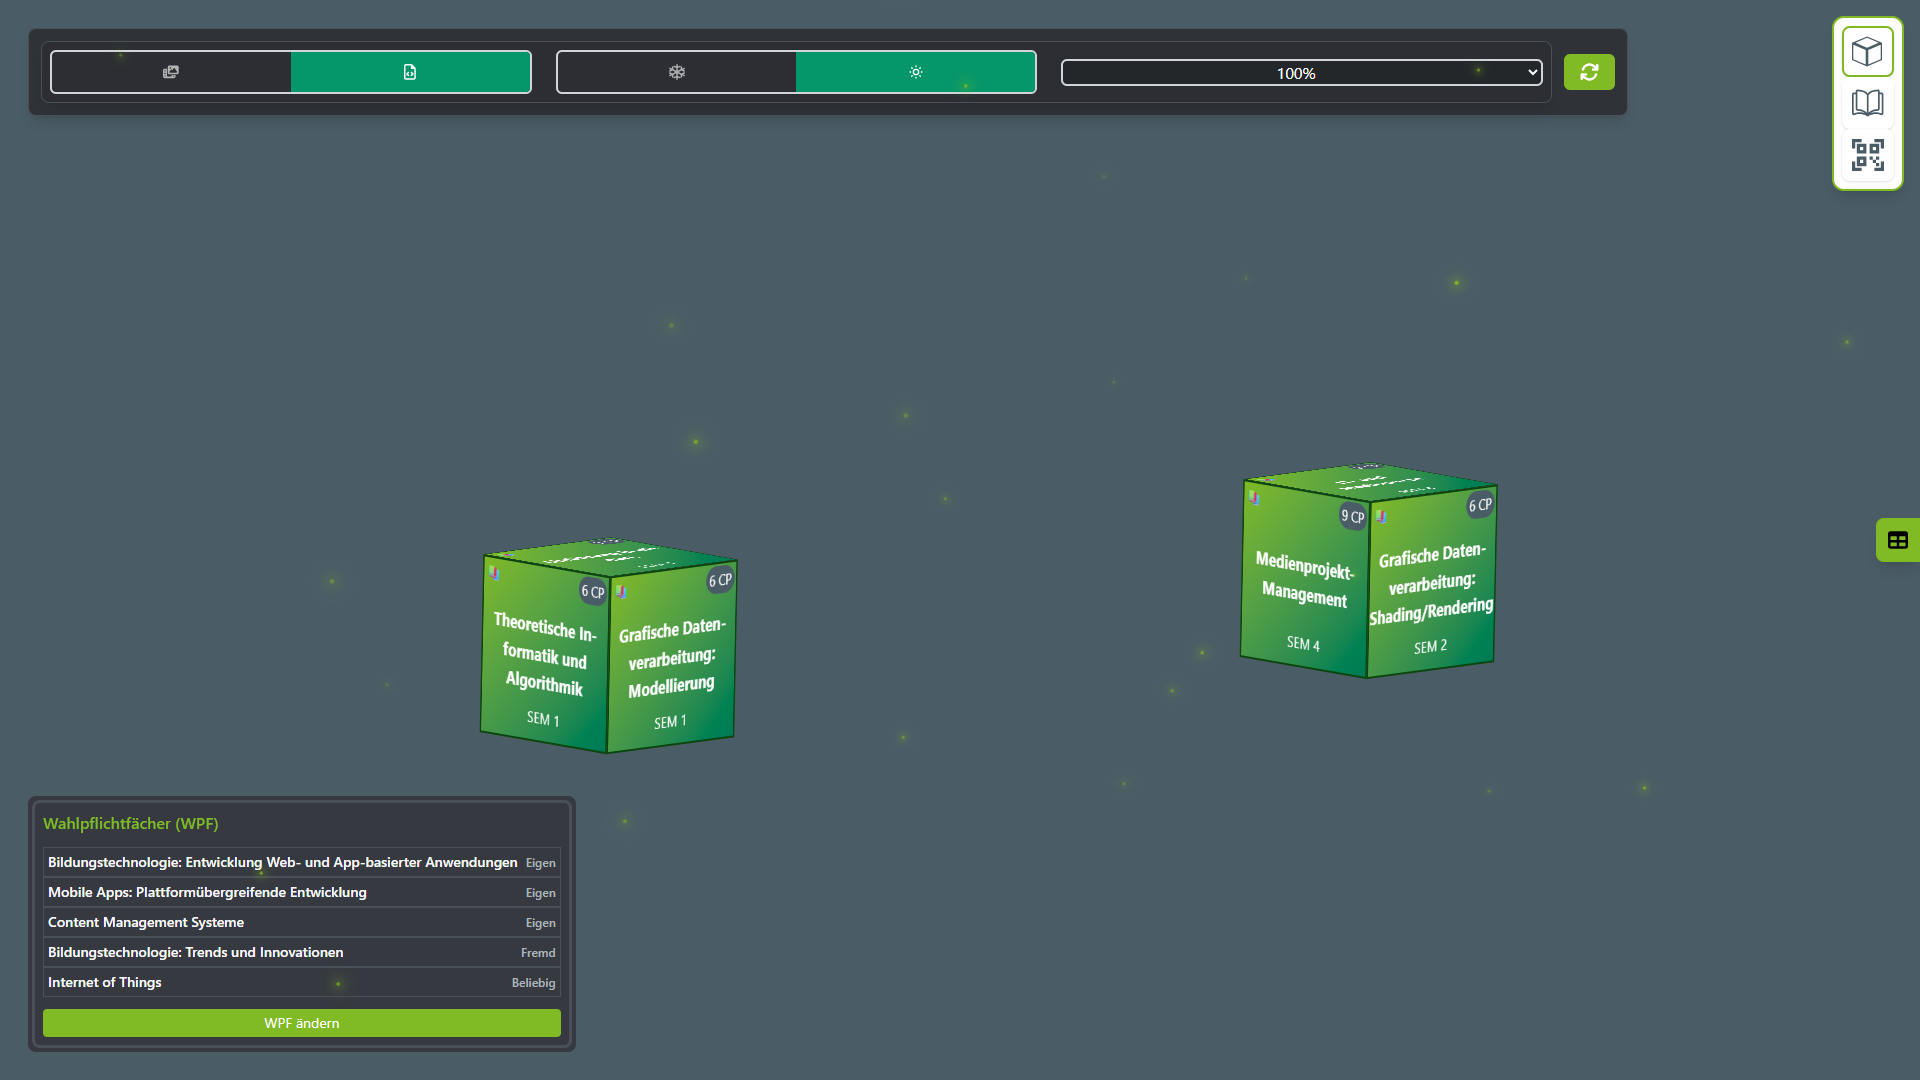 100%
9 CP
Medienprojekt-
Management
SEM 4
6 CP
Grafische Daten-
verarbeitung:
Shading/Rendering
SEM 2
6 CP
Theoretische In-
formatik und
Algorithmik
SEM 1
6 CP
Grafische Daten-
verarbeitung:
Modellierung
SEM 1
Wahlpflichtfächer (WPF)
Bildungstechnologie: Entwicklung Web- und App-basierter Anwendungen Eigen
Mobile Apps: Plattformübergreifende Entwicklung Eigen
Content Management Systeme Eigen
Bildungstechnologie: Trends und Innovationen Fremd
Internet of Things Beliebig
WPF ändern